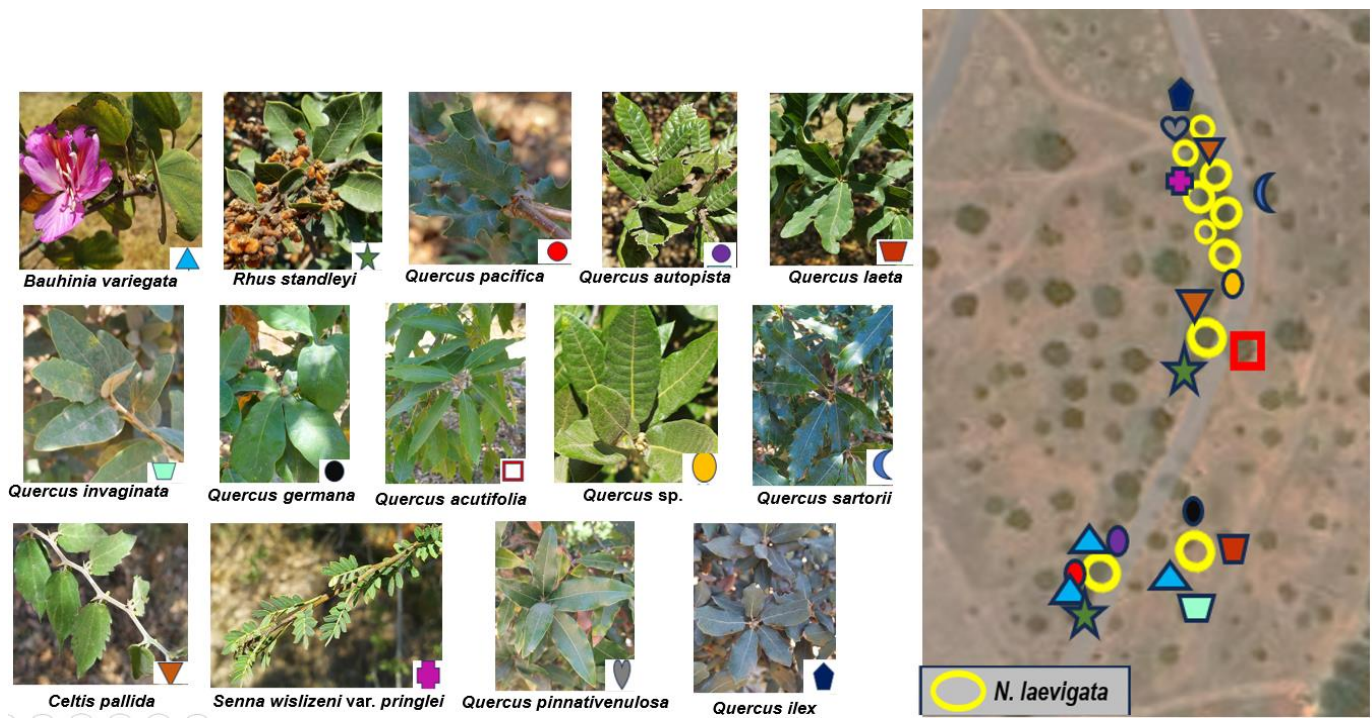 Bauhinia variegata
Rhus standleyi
Quercus pacifica
Quercus autopista
Quercus laeta
Quercus invaginata
Quercus germana
Quercus acutifolia
Quercus sp.
Quercus sartorii
Celtis pallida
Senna wislizeni var. pringlei
Quercus pinnativenulosa
Quercus ilex
N. laevigata